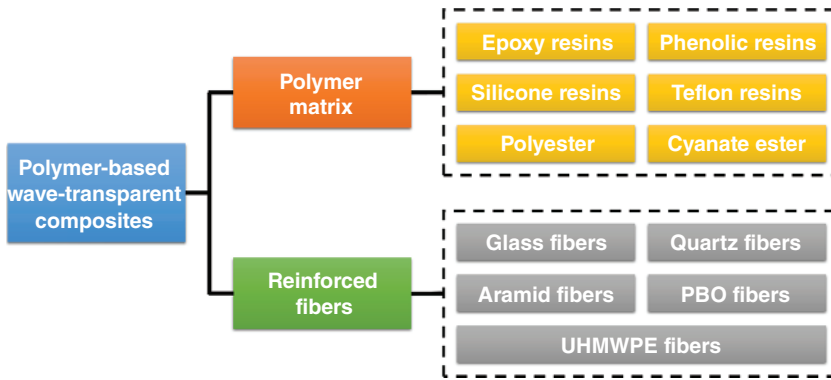 Polymer-based
wave-transparent
composites
Polymer
matrix
Epoxy resins
Phenolic resins
Silicone resins
Teflon resins
Polyester
Cyanate ester
Reinforced
fibers
Glass fibers
Quartz fibers
Aramid fibers
PBO fibers
UHMWPE fibers